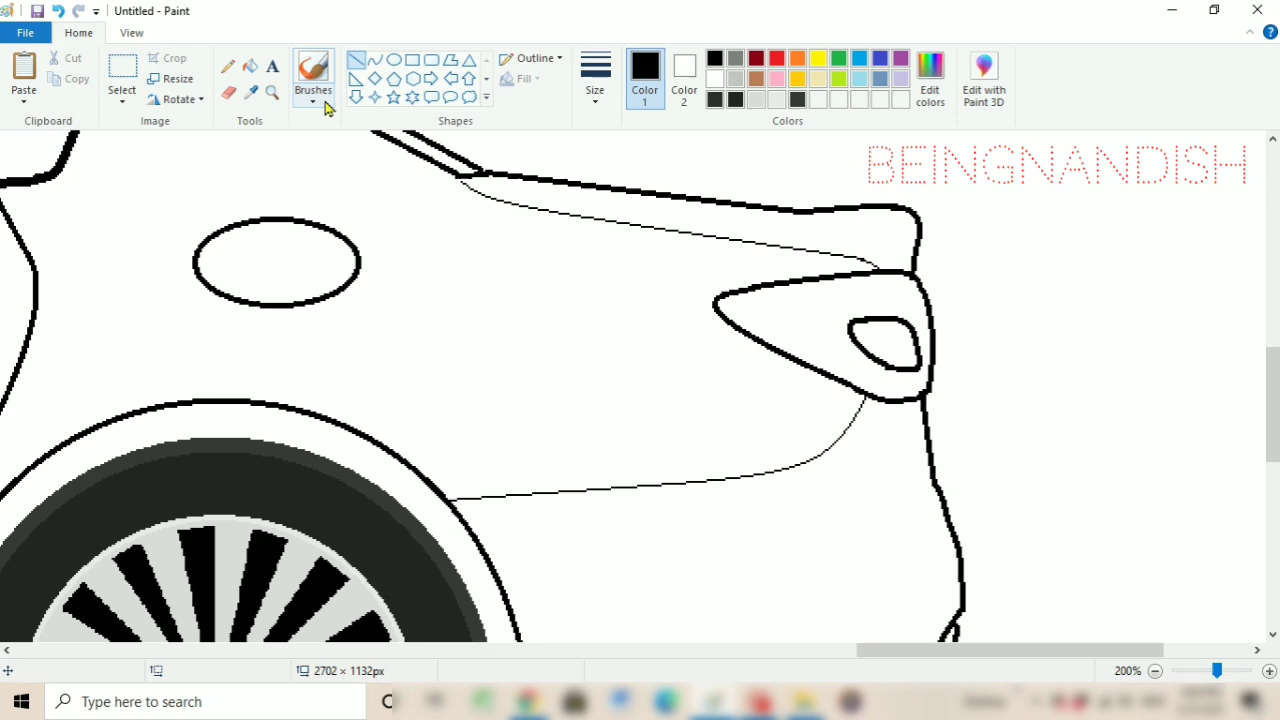 Untitled - Paint
File
Home
View
Paste
Cut
Copy
Clipboard
Select
Crop
Resize
Rotate
Image
A
Tools
Brushes
Outline
Fill
Shapes
Size
Color 1
Color 2
Edit colors
Colors
Edit with Paint 3D
BEINGNANDISH
2702 × 1132px
200%
Type here to search